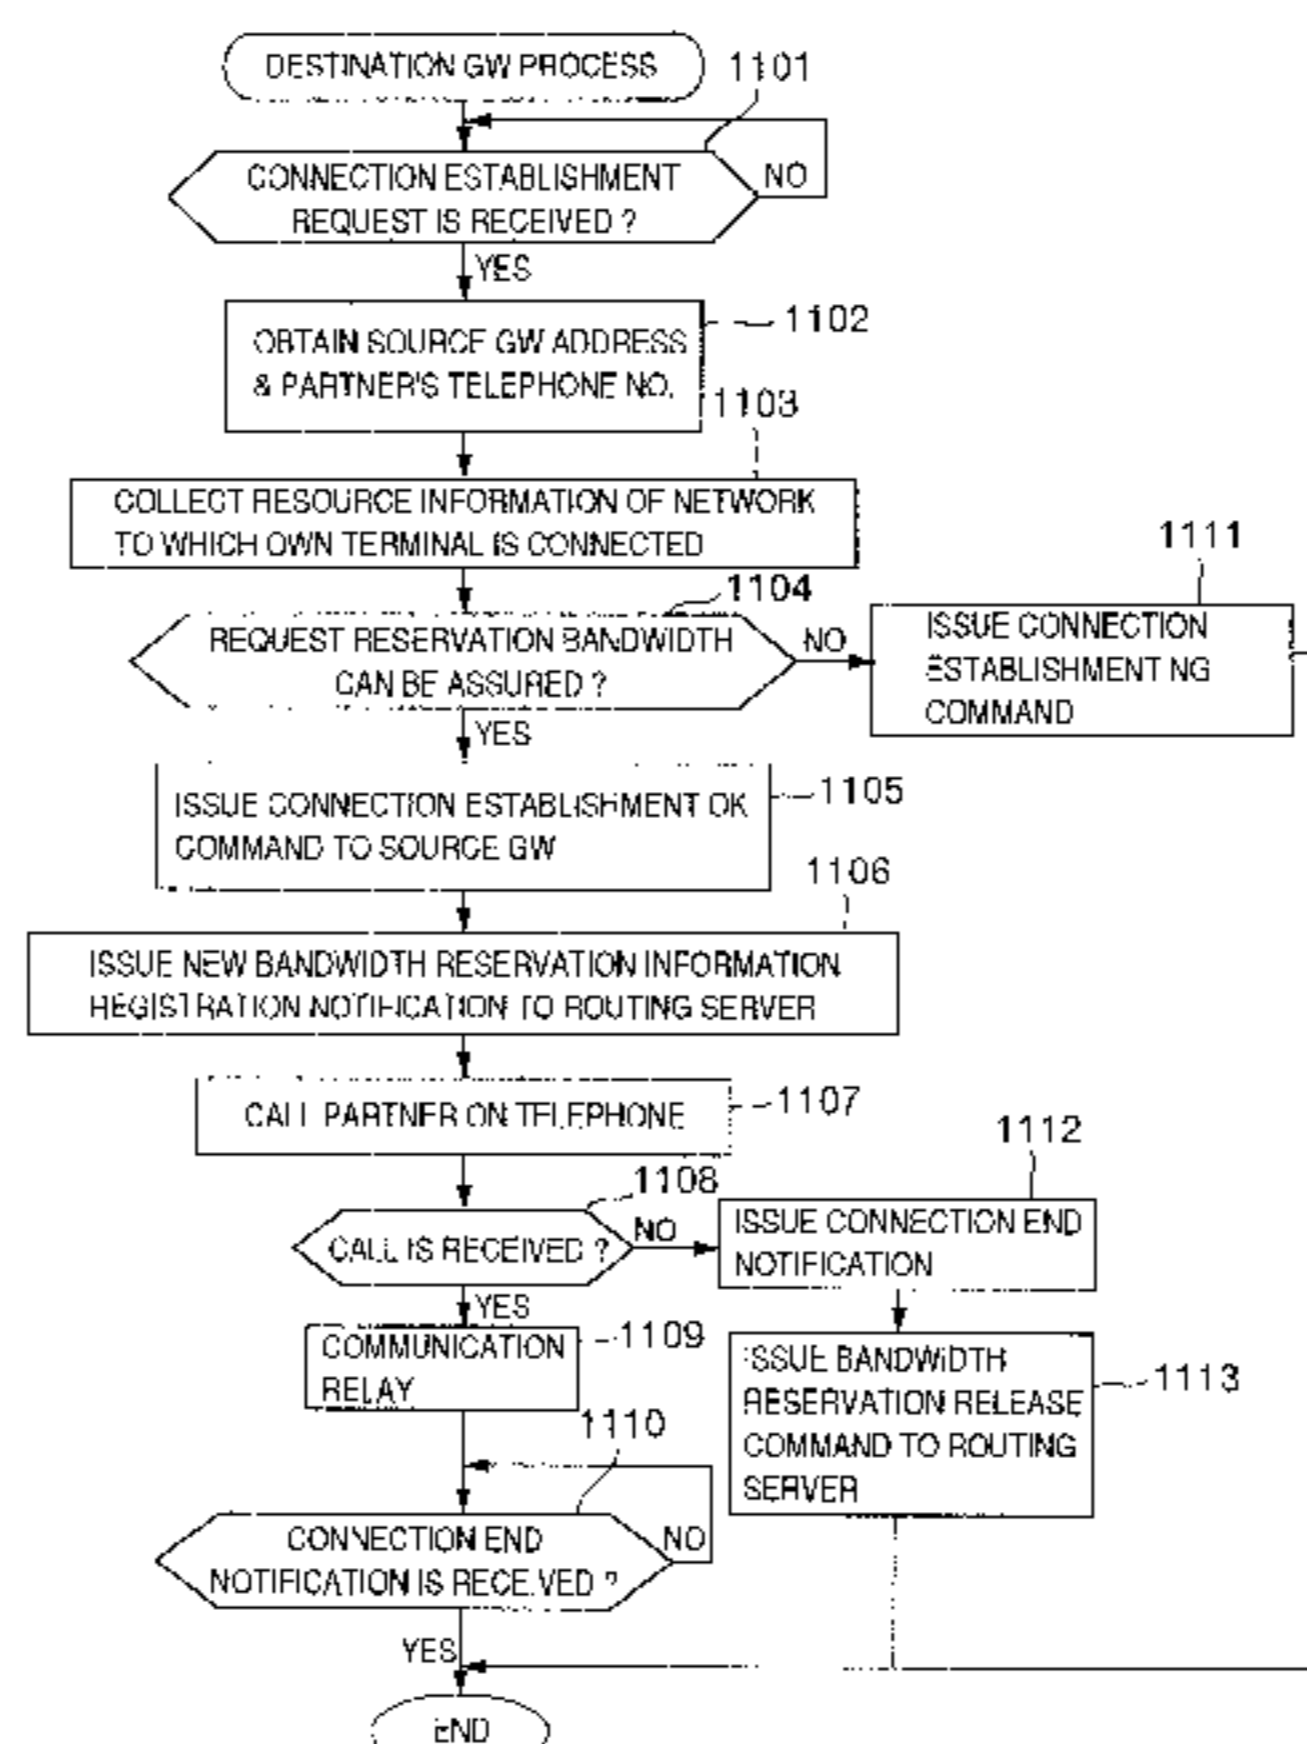 DESTINATION GW PROCESS
1101
CONNECTION ESTABLISHMENT
REQUEST IS RECEIVED ?
NO
YES
OBTAIN SOURCE GW ADDRESS
& PARTNER'S TELEPHONE NO.
1102
1103
COLLECT RESOURCE INFORMATION OF NETWORK
TO WHICH OWN TERMINAL IS CONNECTED
1104
REQUEST RESERVATION BANDWIDTH
CAN BE ASSURED ?
NO
1111
ISSUE CONNECTION
ESTABLISHMENT NG
COMMAND
YES
ISSUE CONNECTION ESTABLISHMENT OK
COMMAND TO SOURCE GW
1105
1106
ISSUE NEW BANDWIDTH RESERVATION INFORMATION
REGISTRATION NOTIFICATION TO ROUTING SERVER
CALL PARTNER ON TELEPHONE
1107
1108
CALL IS RECEIVED ?
NO
1112
ISSUE CONNECTION END
NOTIFICATION
YES
COMMUNICATION
RELAY
1109
ISSUE BANDWIDTH
RESERVATION RELEASE
COMMAND TO ROUTING
SERVER
1113
1110
CONNECTION END
NOTIFICATION IS RECEIVED ?
NO
YES
END